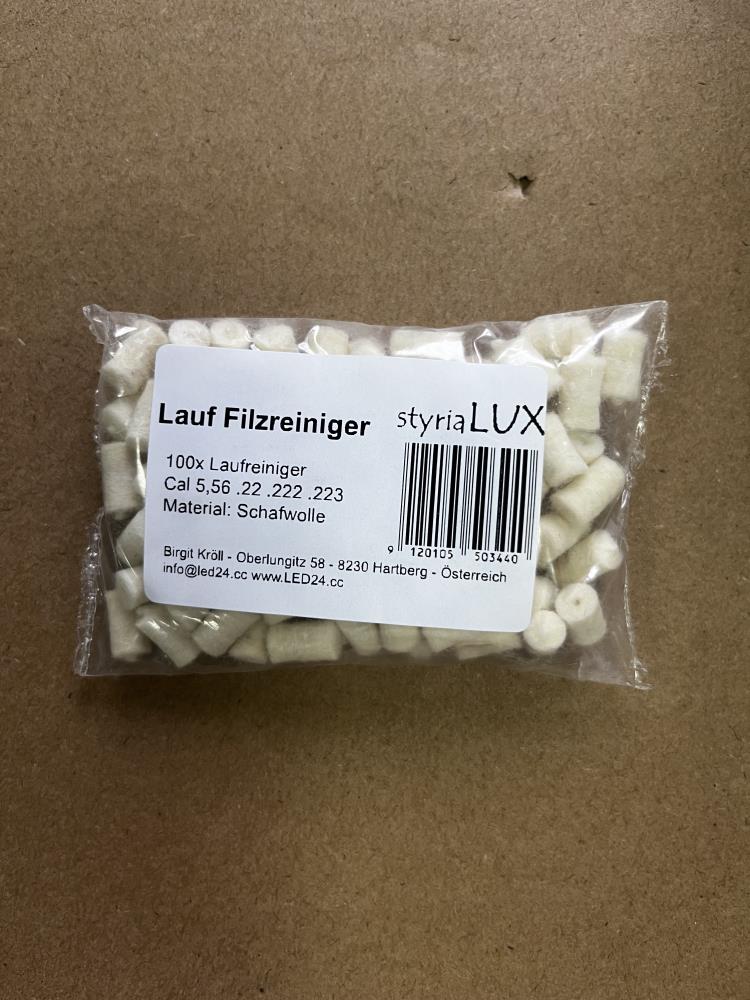 Lauf Filzreiniger
styriaLUX
100x Laufreiniger
Cal 5,56 .22 .222 .223
Material: Schafwolle
9 120105 503440
Birgit Kröll - Oberlungitz 58 - 8230 Hartberg - Österreich
info@led24.cc www.LED24.cc